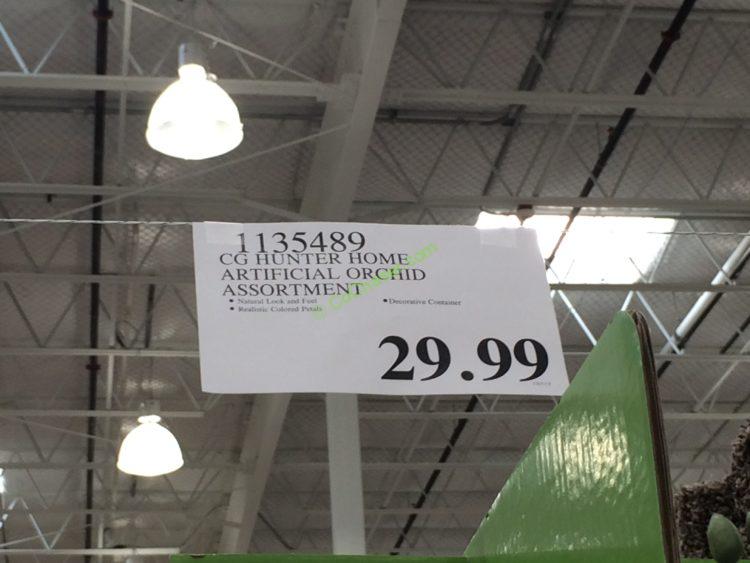 1135489
CG HUNTER HOME
ARTIFICIAL ORCHID
ASSORTMENT
• Natural Look and Feel • Decorative Container
• Realistic Colored Petals
29.99